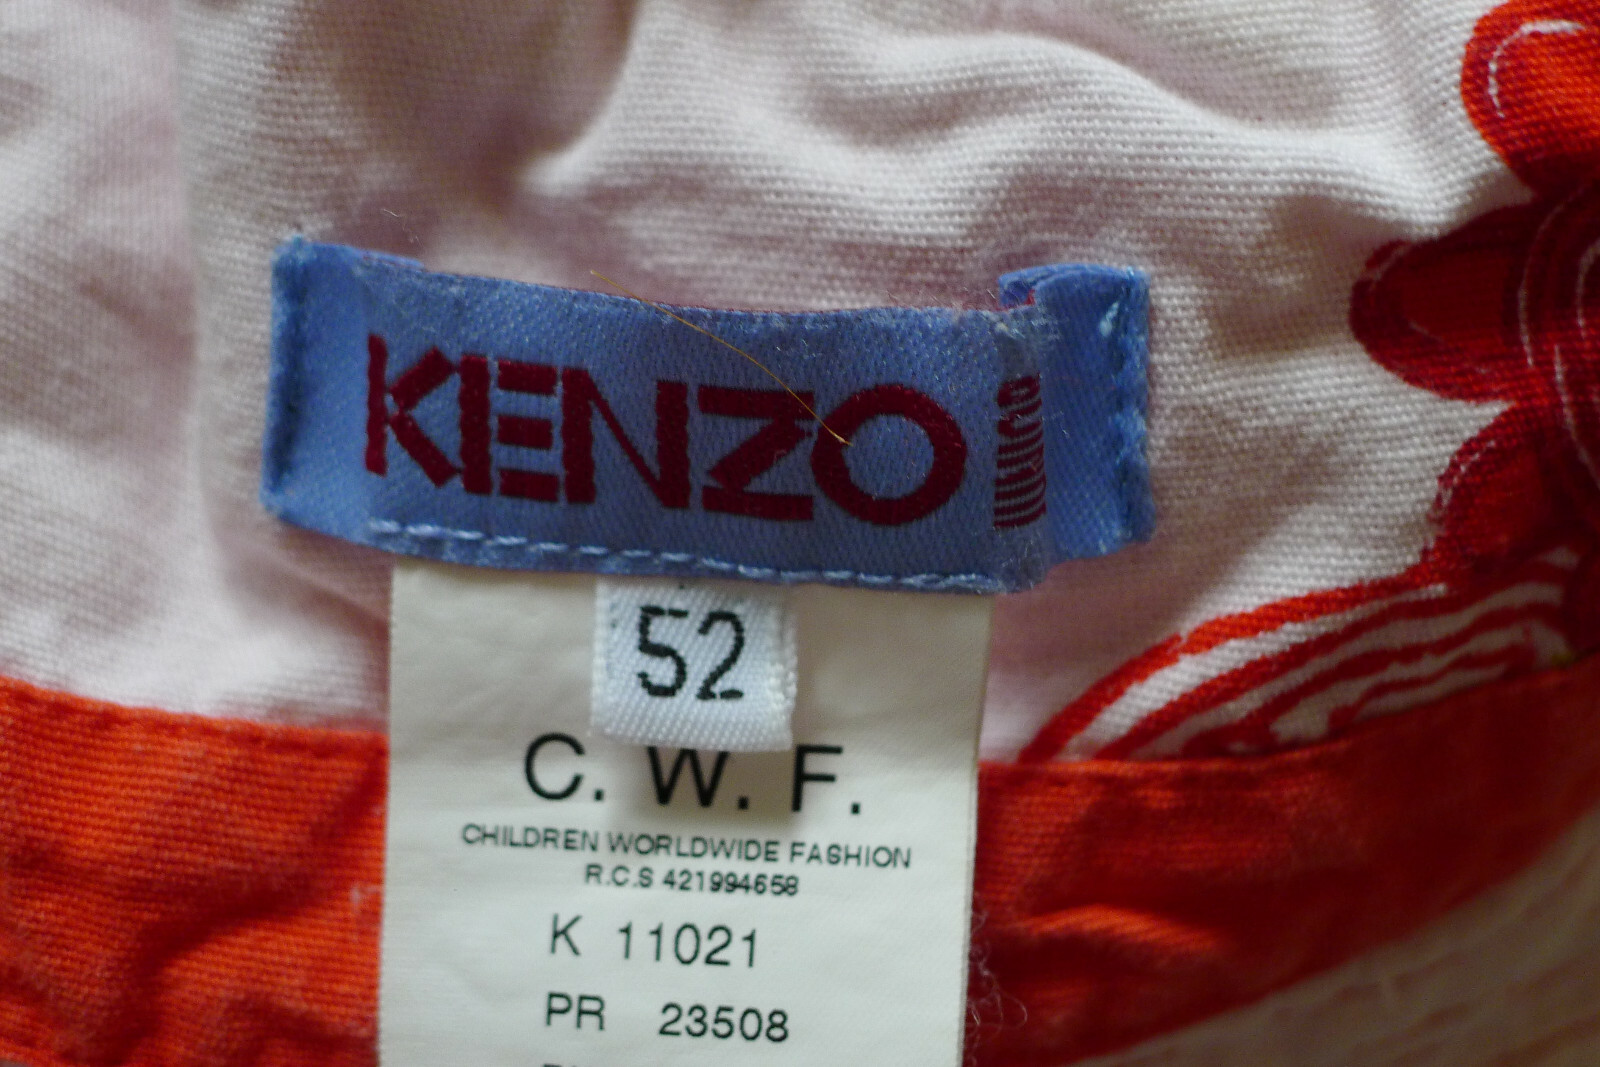 KENZO
52
C. W. F.
CHILDREN WORLDWIDE FASHION
R.C.S 421994658
K 11021
PR 23508